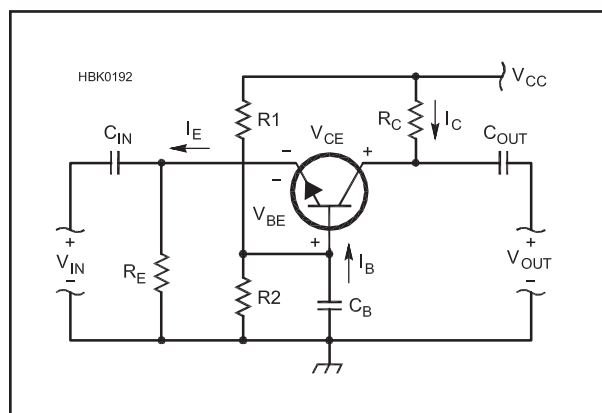 HBK0192
V_CC
R1
V_CE
R_C
I_C
C_IN
I_E
C_OUT
−
+
−
V_BE
+
V_IN
−
R_E
+
I_B
R2
C_B
+
V_OUT
−